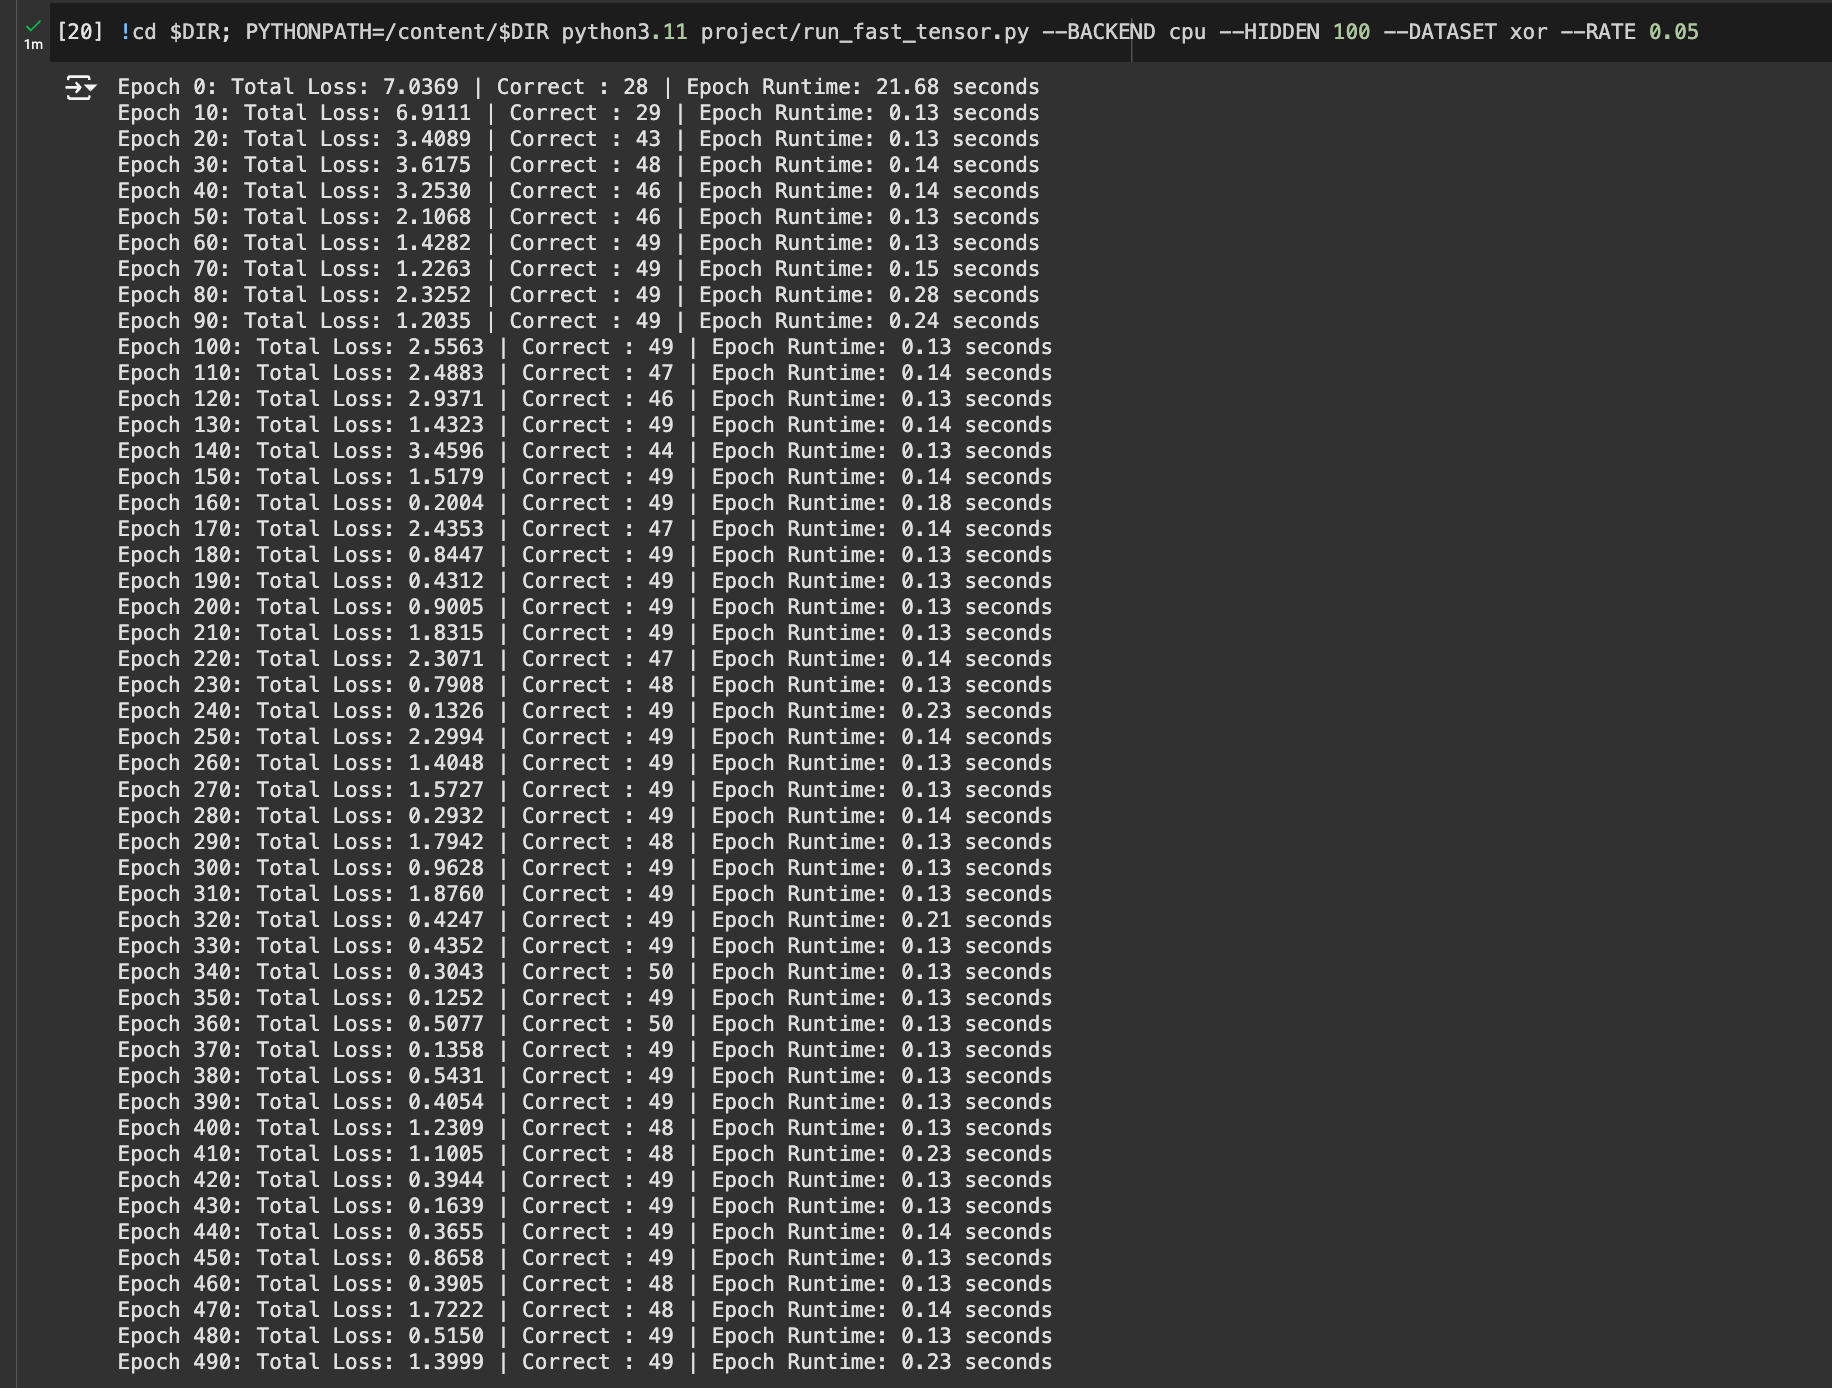 [20] !cd $DIR; PYTHONPATH=/content/$DIR python3.11 project/run_fast_tensor.py --BACKEND cpu --HIDDEN 100 --DATASET xor --RATE 0.05
1m
Epoch 0: Total Loss: 7.0369 | Correct : 28 | Epoch Runtime: 21.68 seconds
Epoch 10: Total Loss: 6.9111 | Correct : 29 | Epoch Runtime: 0.13 seconds
Epoch 20: Total Loss: 3.4089 | Correct : 43 | Epoch Runtime: 0.13 seconds
Epoch 30: Total Loss: 3.6175 | Correct : 48 | Epoch Runtime: 0.14 seconds
Epoch 40: Total Loss: 3.2530 | Correct : 46 | Epoch Runtime: 0.14 seconds
Epoch 50: Total Loss: 2.1068 | Correct : 46 | Epoch Runtime: 0.13 seconds
Epoch 60: Total Loss: 1.4282 | Correct : 49 | Epoch Runtime: 0.13 seconds
Epoch 70: Total Loss: 1.2263 | Correct : 49 | Epoch Runtime: 0.15 seconds
Epoch 80: Total Loss: 2.3252 | Correct : 49 | Epoch Runtime: 0.28 seconds
Epoch 90: Total Loss: 1.2035 | Correct : 49 | Epoch Runtime: 0.24 seconds
Epoch 100: Total Loss: 2.5563 | Correct : 49 | Epoch Runtime: 0.13 seconds
Epoch 110: Total Loss: 2.4883 | Correct : 47 | Epoch Runtime: 0.14 seconds
Epoch 120: Total Loss: 2.9371 | Correct : 46 | Epoch Runtime: 0.13 seconds
Epoch 130: Total Loss: 1.4323 | Correct : 49 | Epoch Runtime: 0.14 seconds
Epoch 140: Total Loss: 3.4596 | Correct : 44 | Epoch Runtime: 0.13 seconds
Epoch 150: Total Loss: 1.5179 | Correct : 49 | Epoch Runtime: 0.14 seconds
Epoch 160: Total Loss: 0.2004 | Correct : 49 | Epoch Runtime: 0.18 seconds
Epoch 170: Total Loss: 2.4353 | Correct : 47 | Epoch Runtime: 0.14 seconds
Epoch 180: Total Loss: 0.8447 | Correct : 49 | Epoch Runtime: 0.13 seconds
Epoch 190: Total Loss: 0.4312 | Correct : 49 | Epoch Runtime: 0.13 seconds
Epoch 200: Total Loss: 0.9005 | Correct : 49 | Epoch Runtime: 0.13 seconds
Epoch 210: Total Loss: 1.8315 | Correct : 49 | Epoch Runtime: 0.13 seconds
Epoch 220: Total Loss: 2.3071 | Correct : 47 | Epoch Runtime: 0.14 seconds
Epoch 230: Total Loss: 0.7908 | Correct : 48 | Epoch Runtime: 0.13 seconds
Epoch 240: Total Loss: 0.1326 | Correct : 49 | Epoch Runtime: 0.23 seconds
Epoch 250: Total Loss: 2.2994 | Correct : 49 | Epoch Runtime: 0.14 seconds
Epoch 260: Total Loss: 1.4048 | Correct : 49 | Epoch Runtime: 0.13 seconds
Epoch 270: Total Loss: 1.5727 | Correct : 49 | Epoch Runtime: 0.13 seconds
Epoch 280: Total Loss: 0.2932 | Correct : 49 | Epoch Runtime: 0.14 seconds
Epoch 290: Total Loss: 1.7942 | Correct : 48 | Epoch Runtime: 0.13 seconds
Epoch 300: Total Loss: 0.9628 | Correct : 49 | Epoch Runtime: 0.13 seconds
Epoch 310: Total Loss: 1.8760 | Correct : 49 | Epoch Runtime: 0.13 seconds
Epoch 320: Total Loss: 0.4247 | Correct : 49 | Epoch Runtime: 0.21 seconds
Epoch 330: Total Loss: 0.4352 | Correct : 49 | Epoch Runtime: 0.13 seconds
Epoch 340: Total Loss: 0.3043 | Correct : 50 | Epoch Runtime: 0.13 seconds
Epoch 350: Total Loss: 0.1252 | Correct : 49 | Epoch Runtime: 0.13 seconds
Epoch 360: Total Loss: 0.5077 | Correct : 50 | Epoch Runtime: 0.13 seconds
Epoch 370: Total Loss: 0.1358 | Correct : 49 | Epoch Runtime: 0.13 seconds
Epoch 380: Total Loss: 0.5431 | Correct : 49 | Epoch Runtime: 0.13 seconds
Epoch 390: Total Loss: 0.4054 | Correct : 49 | Epoch Runtime: 0.13 seconds
Epoch 400: Total Loss: 1.2309 | Correct : 48 | Epoch Runtime: 0.13 seconds
Epoch 410: Total Loss: 1.1005 | Correct : 48 | Epoch Runtime: 0.23 seconds
Epoch 420: Total Loss: 0.3944 | Correct : 49 | Epoch Runtime: 0.13 seconds
Epoch 430: Total Loss: 0.1639 | Correct : 49 | Epoch Runtime: 0.13 seconds
Epoch 440: Total Loss: 0.3655 | Correct : 49 | Epoch Runtime: 0.14 seconds
Epoch 450: Total Loss: 0.8658 | Correct : 49 | Epoch Runtime: 0.13 seconds
Epoch 460: Total Loss: 0.3905 | Correct : 48 | Epoch Runtime: 0.13 seconds
Epoch 470: Total Loss: 1.7222 | Correct : 48 | Epoch Runtime: 0.14 seconds
Epoch 480: Total Loss: 0.5150 | Correct : 49 | Epoch Runtime: 0.13 seconds
Epoch 490: Total Loss: 1.3999 | Correct : 49 | Epoch Runtime: 0.23 seconds